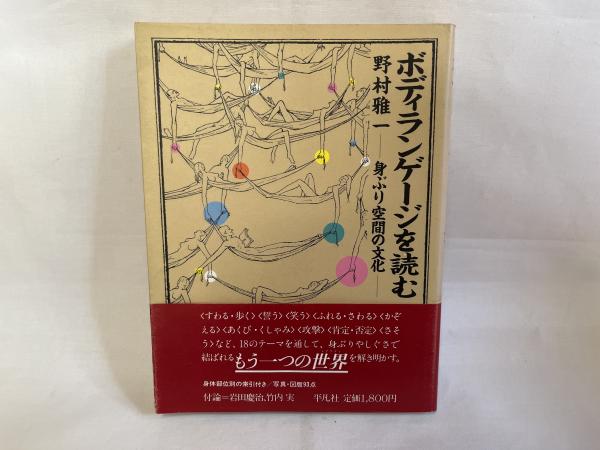 ボディランゲージを読む
野村雅一
身ぶり空間の文化
〈すわる・歩く〉〈誓う〉〈笑う〉〈ふれる・さわる〉〈かぞ
える〉〈あくび・くしゃみ〉〈攻撃〉〈肯定・否定〉〈さそ
う〉など、18のテーマを通して、身ぶりやしぐさで
結ばれるもう一つの世界を解き明かす。
身体部位別の索引付き/写真・図版93点
付論=岩田慶治、竹内 実 平凡社 定価1,800円